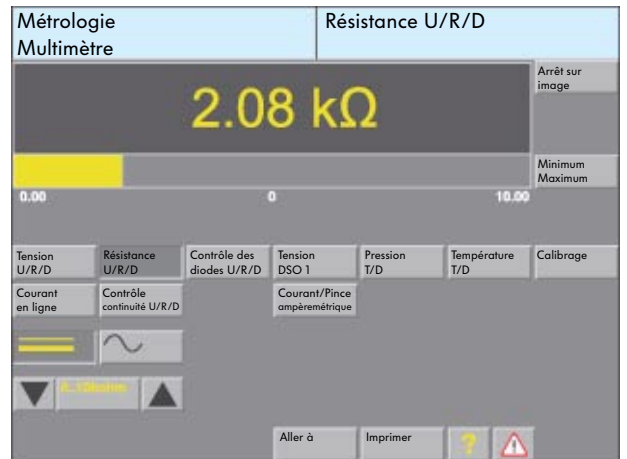 Métrologie
Multimètre
Résistance U/R/D
Arrêt sur
image
2.08 kΩ
Minimum
Maximum
0.00 0 10.00
Tension
U/R/D
Résistance
U/R/D
Contrôle des
diodes U/R/D
Tension
DSO 1
Pression
T/D
Température
T/D
Calibrage
Courant
en ligne
Contrôle
continuité U/R/D
Courant/Pince
ampèremétrique
Aller à
Imprimer
?